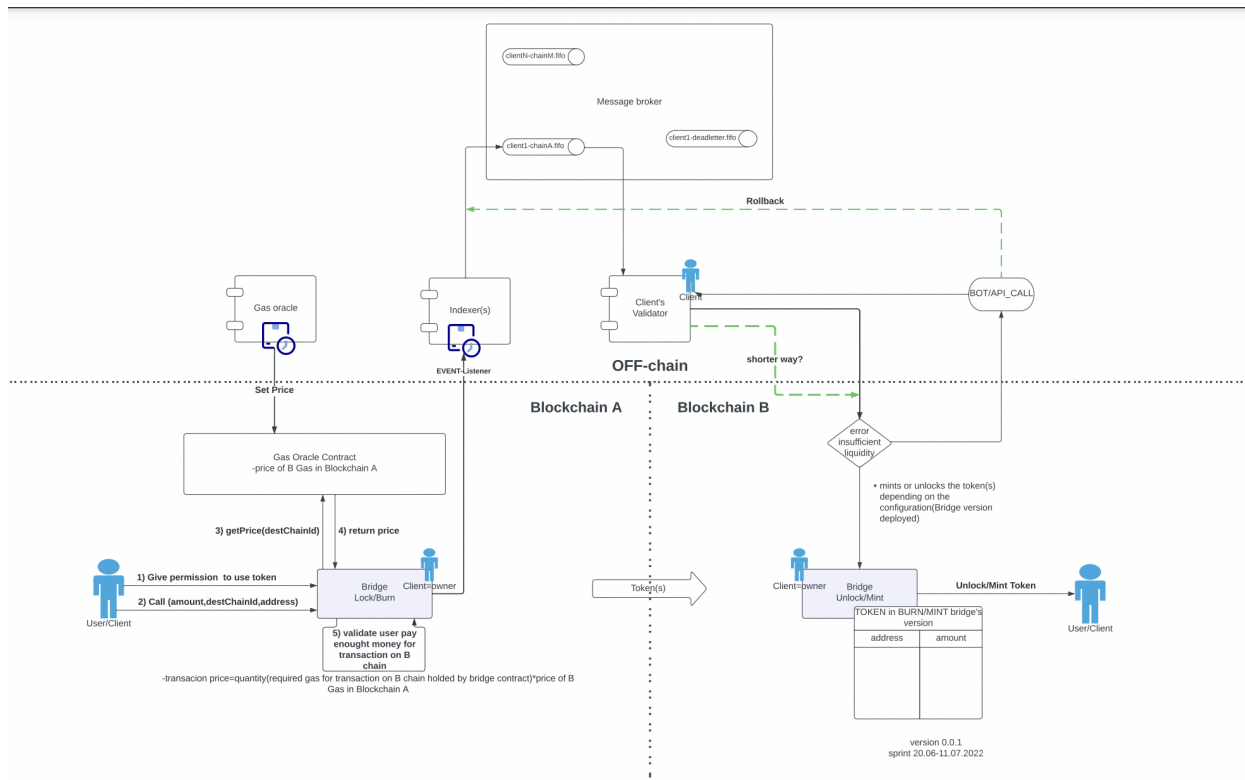 clientN-chainM.fifo
Message broker
client1-deadletter.fifo
client1-chainA.fifo
Rollback
Gas oracle
Indexer(s)
EVENT-Listener
Client
Client's
Validator
BOT/API_CALL
shorter way?
OFF-chain
Set Price
Blockchain A
Blockchain B
Gas Oracle Contract
-price of B Gas in Blockchain A
error
insufficient
liquidity
• mints or unlocks the token(s)
depending on the
configuration(Bridge version
deployed)
3) getPrice(destChainId)
4) return price
1) Give permission to use token
2) Call (amount,destChainId,address)
User/Client
Bridge
Lock/Burn
Client=owner
5) validate user pay
enought money for
transaction on B
chain
-transacion price=quantity(required gas for transaction on B chain holded by bridge contract)*price of B
Gas in Blockchain A
Token(s)
Client=owner
Bridge
Unlock/Mint
Unlock/Mint Token
User/Client
TOKEN in BURN/MINT bridge's
version
address
amount
version 0.0.1
sprint 20.06-11.07.2022